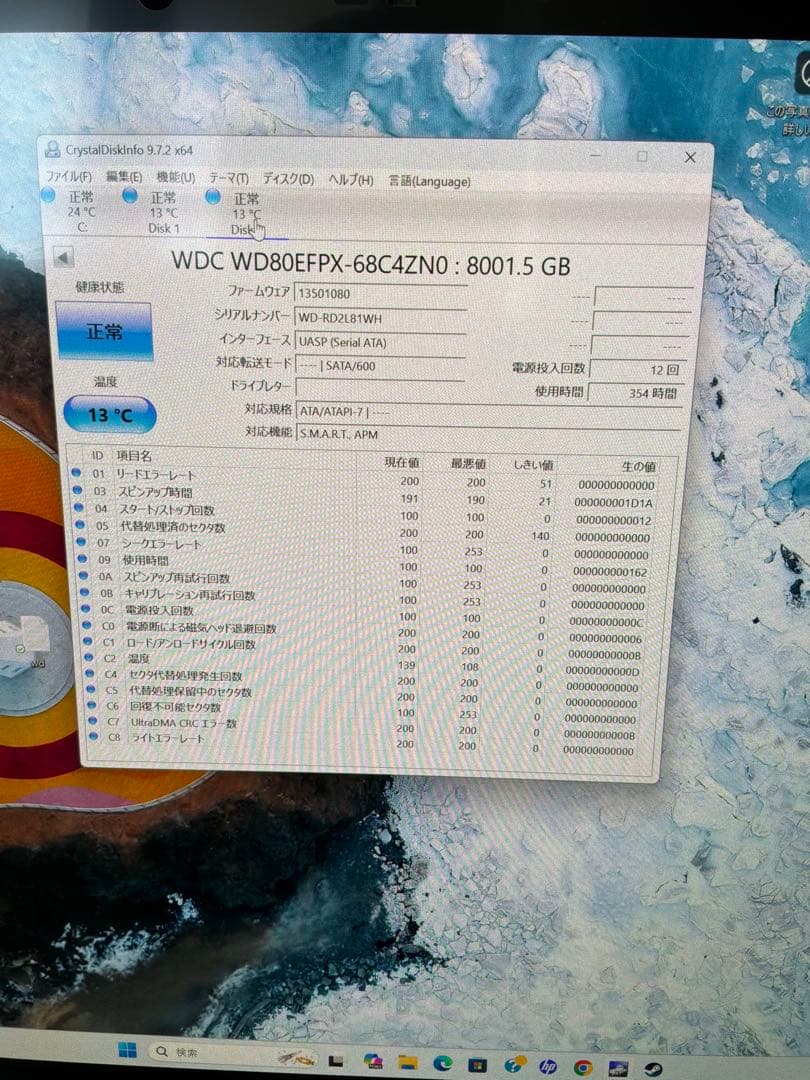 この写真
詳し
CrystalDiskInfo 9.7.2 x64
ファイル(F) 編集(E) 機能(U) テーマ(T) ディスク(D) ヘルプ(H) 言語(Language)
正常 正常 正常
24 °C 13 °C 13 °C
C: Disk 1 Disk
WDC WD80EFPX-68C4ZN0 : 8001.5 GB
健康状態
正常
温度
13 °C
ファームウェア 13501080 ---- ----
シリアルナンバー WD-RD2L81WH ---- ----
インターフェース UASP (Serial ATA) ---- ----
対応転送モード ---- | SATA/600 電源投入回数 12 回
ドライブレター 使用時間 354 時間
対応規格 ATA/ATAPI-7 | ----
対応機能 S.M.A.R.T., APM
ID 項目名 現在値 最悪値 しきい値 生の値
01 リードエラーレート 200 200 51 000000000000
03 スピンアップ時間 191 190 21 000000001D1A
04 スタート/ストップ回数 100 100 0 000000000012
05 代替処理済のセクタ数 200 200 140 000000000000
07 シークエラーレート 100 253 0 000000000000
09 使用時間 100 100 0 000000000162
0A スピンアップ再試行回数 100 253 0 000000000000
0B キャリブレーション再試行回数 100 253 0 000000000000
0C 電源投入回数 100 100 0 00000000000C
C0 電源断による磁気ヘッド退避回数 200 200 0 000000000006
C1 ロード/アンロードサイクル回数 200 200 0 00000000000B
C2 温度 139 108 0 00000000000D
C4 セクタ代替処理発生回数 200 200 0 000000000000
C5 代替処理保留中のセクタ数 200 200 0 000000000000
C6 回復不可能セクタ数 100 253 0 000000000000
C7 UltraDMA CRC エラー数 200 200 0 00000000000B
C8 ライトエラーレート 200 200 0 000000000000
wd
検索
hp